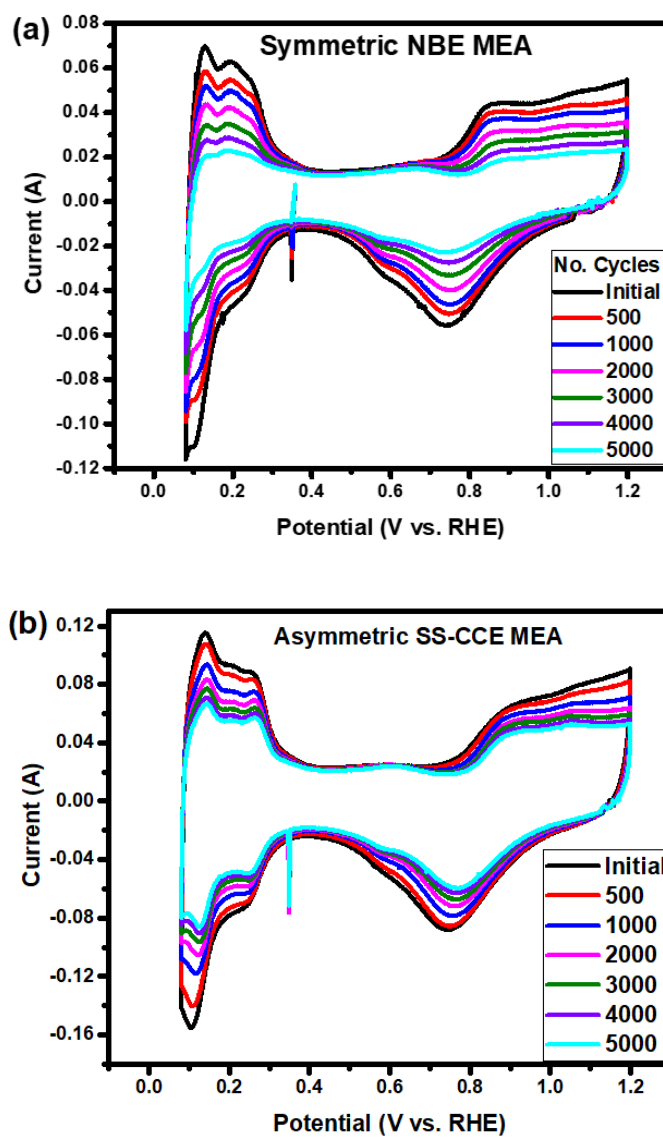 (a)
Symmetric NBE MEA
0.08
0.06
0.04
0.02
0.00
-0.02
-0.04
-0.06
-0.08
-0.10
-0.12
Current (A)
No. Cycles
Initial
500
1000
2000
3000
4000
5000
0.0 0.2 0.4 0.6 0.8 1.0 1.2
Potential (V vs. RHE)
(b)
Asymmetric SS-CCE MEA
0.12
0.08
0.04
0.00
-0.04
-0.08
-0.12
-0.16
Current (A)
Initial
500
1000
2000
3000
4000
5000
0.0 0.2 0.4 0.6 0.8 1.0 1.2
Potential (V vs. RHE)